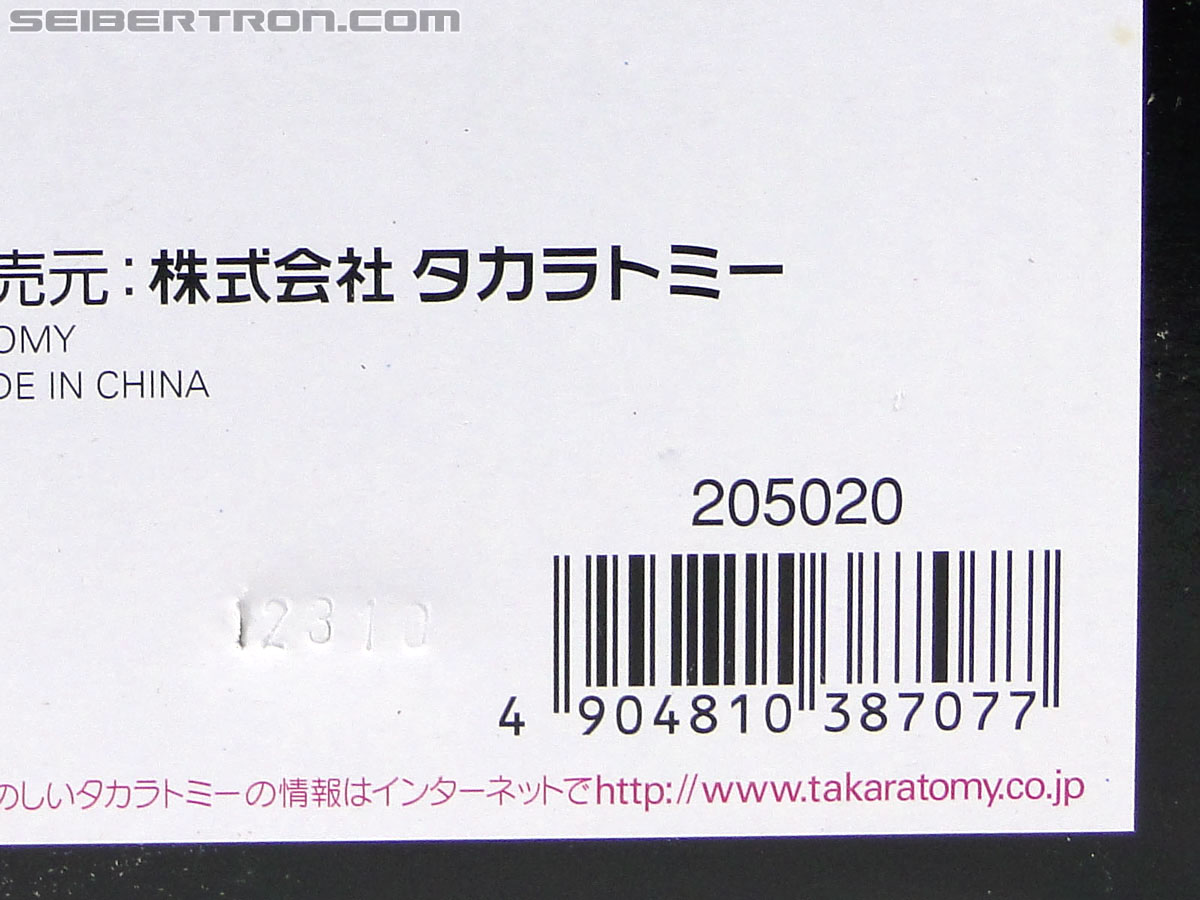 SEIBERTRON.COM
売元：株式会社 タカラトミー
OMY
DE IN CHINA
205020
12310
4 904810 387077
のしいタカラトミーの情報はインターネットでhttp://www.takaratomy.co.jp